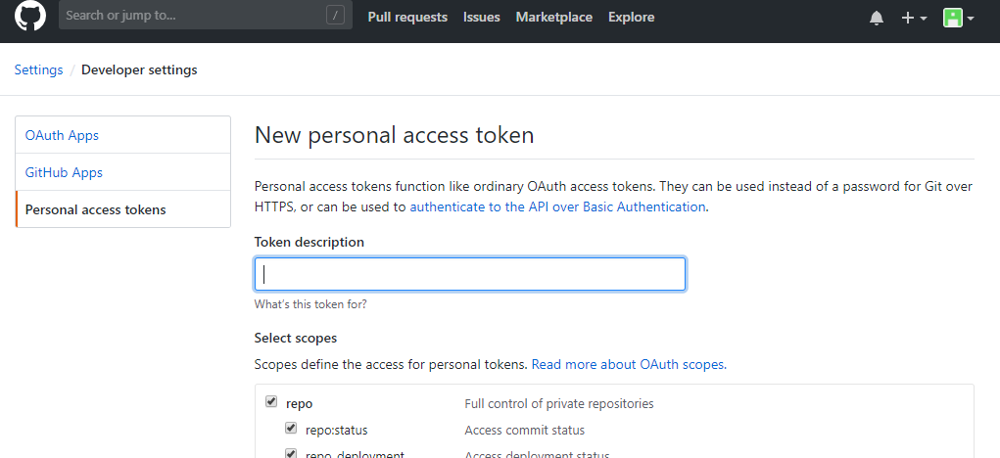 Search or jump to... /
Pull requests Issues Marketplace Explore
Settings / Developer settings
OAuth Apps
GitHub Apps
Personal access tokens
New personal access token
Personal access tokens function like ordinary OAuth access tokens. They can be used instead of a password for Git over
HTTPS, or can be used to authenticate to the API over Basic Authentication.
Token description
What's this token for?
Select scopes
Scopes define the access for personal tokens. Read more about OAuth scopes.
repo Full control of private repositories
repo:status Access commit status
repo_deployment Access deployment status